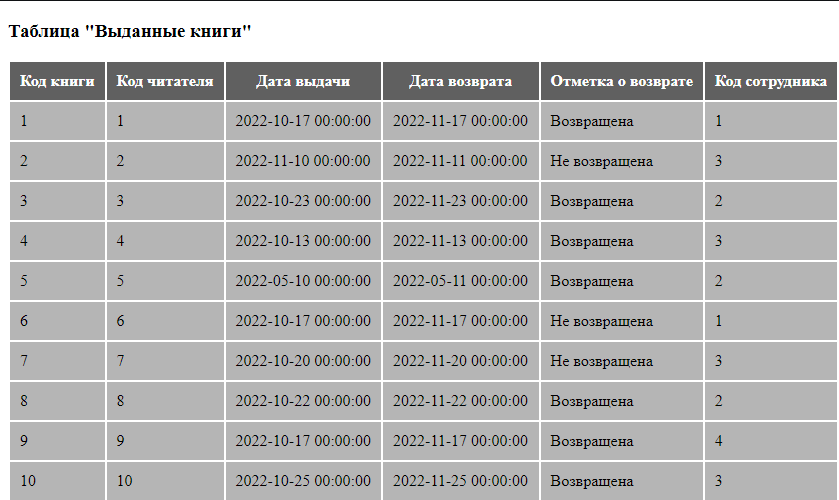 Таблица "Выданные книги"
Код книги Код читателя Дата выдачи Дата возврата Отметка о возврате Код сотрудника
1 1 2022-10-17 00:00:00 2022-11-17 00:00:00 Возвращена 1
2 2 2022-11-10 00:00:00 2022-11-11 00:00:00 Не возвращена 3
3 3 2022-10-23 00:00:00 2022-11-23 00:00:00 Возвращена 2
4 4 2022-10-13 00:00:00 2022-11-13 00:00:00 Возвращена 3
5 5 2022-05-10 00:00:00 2022-05-11 00:00:00 Возвращена 2
6 6 2022-10-17 00:00:00 2022-11-17 00:00:00 Не возвращена 1
7 7 2022-10-20 00:00:00 2022-11-20 00:00:00 Не возвращена 3
8 8 2022-10-22 00:00:00 2022-11-22 00:00:00 Возвращена 2
9 9 2022-10-17 00:00:00 2022-11-17 00:00:00 Возвращена 4
10 10 2022-10-25 00:00:00 2022-11-25 00:00:00 Возвращена 3